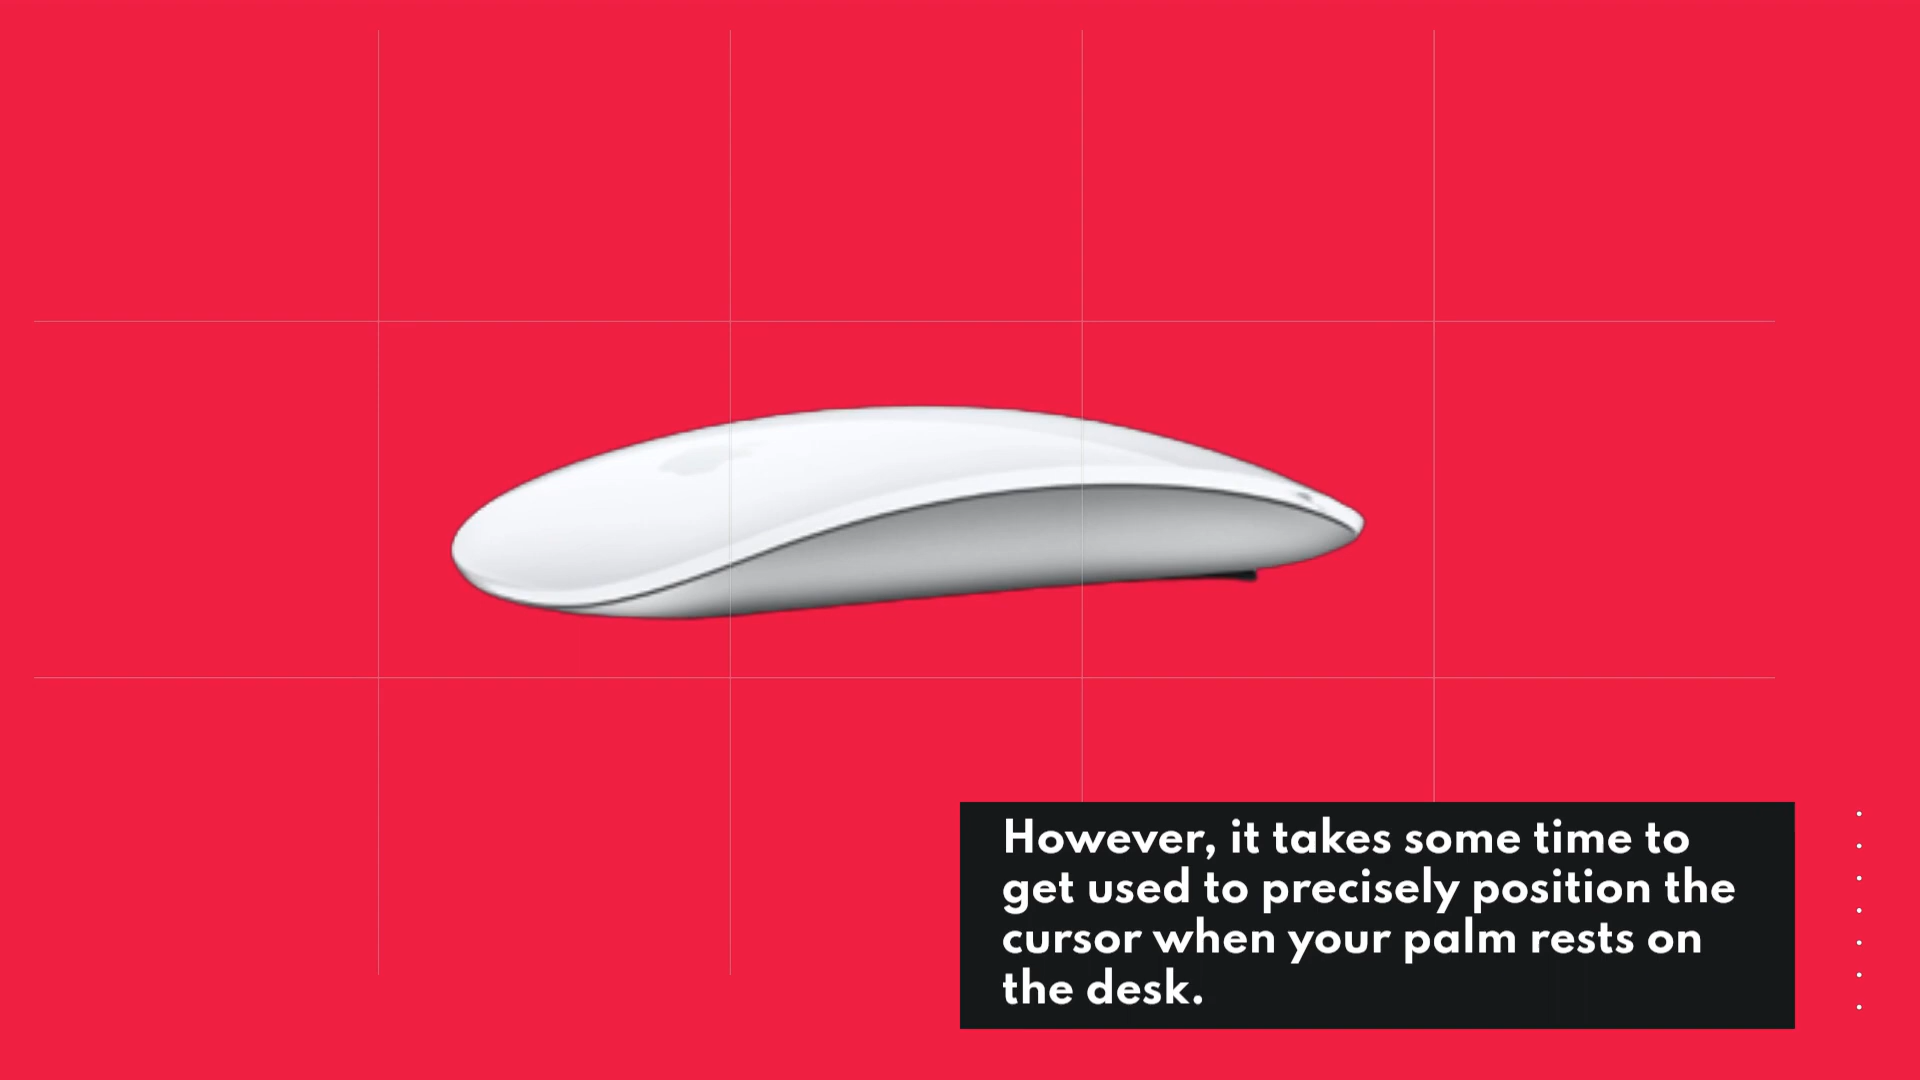 However, it takes some time to
get used to precisely position the
cursor when your palm rests on
the desk.